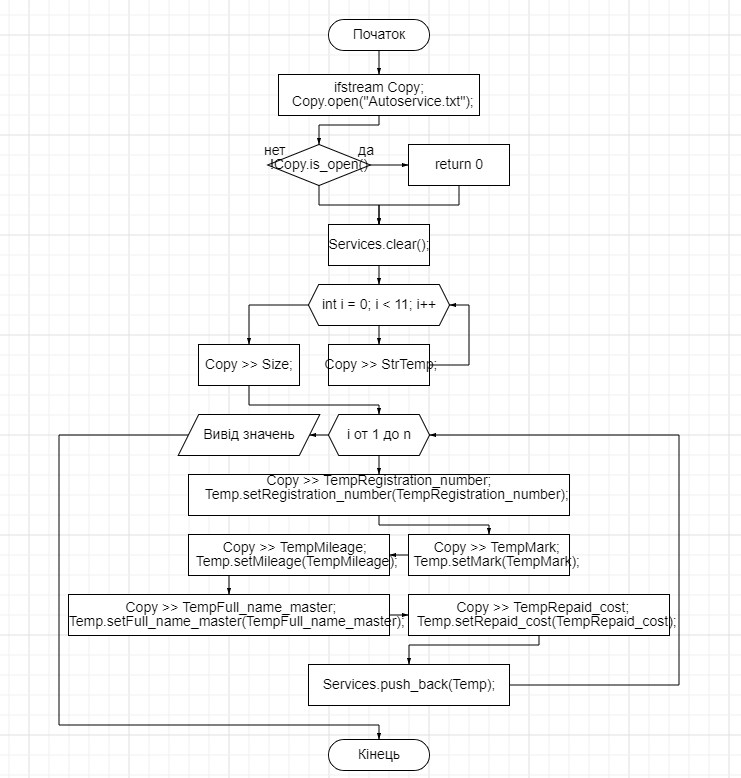 Початок
ifstream Copy;
Copy.open("Autoservice.txt");
нет
да
!Copy.is_open()
return 0
Services.clear();
int i = 0; i < 11; i++
Copy >> Size;
Copy >> StrTemp;
Вивід значень
i от 1 до n
Copy >> TempRegistration_number;
Temp.setRegistration_number(TempRegistration_number);
Copy >> TempMileage;
Temp.setMileage(TempMileage);
Copy >> TempMark;
Temp.setMark(TempMark);
Copy >> TempFull_name_master;
Temp.setFull_name_master(TempFull_name_master);
Copy >> TempRepaid_cost;
Temp.setRepaid_cost(TempRepaid_cost);
Services.push_back(Temp);
Кінець